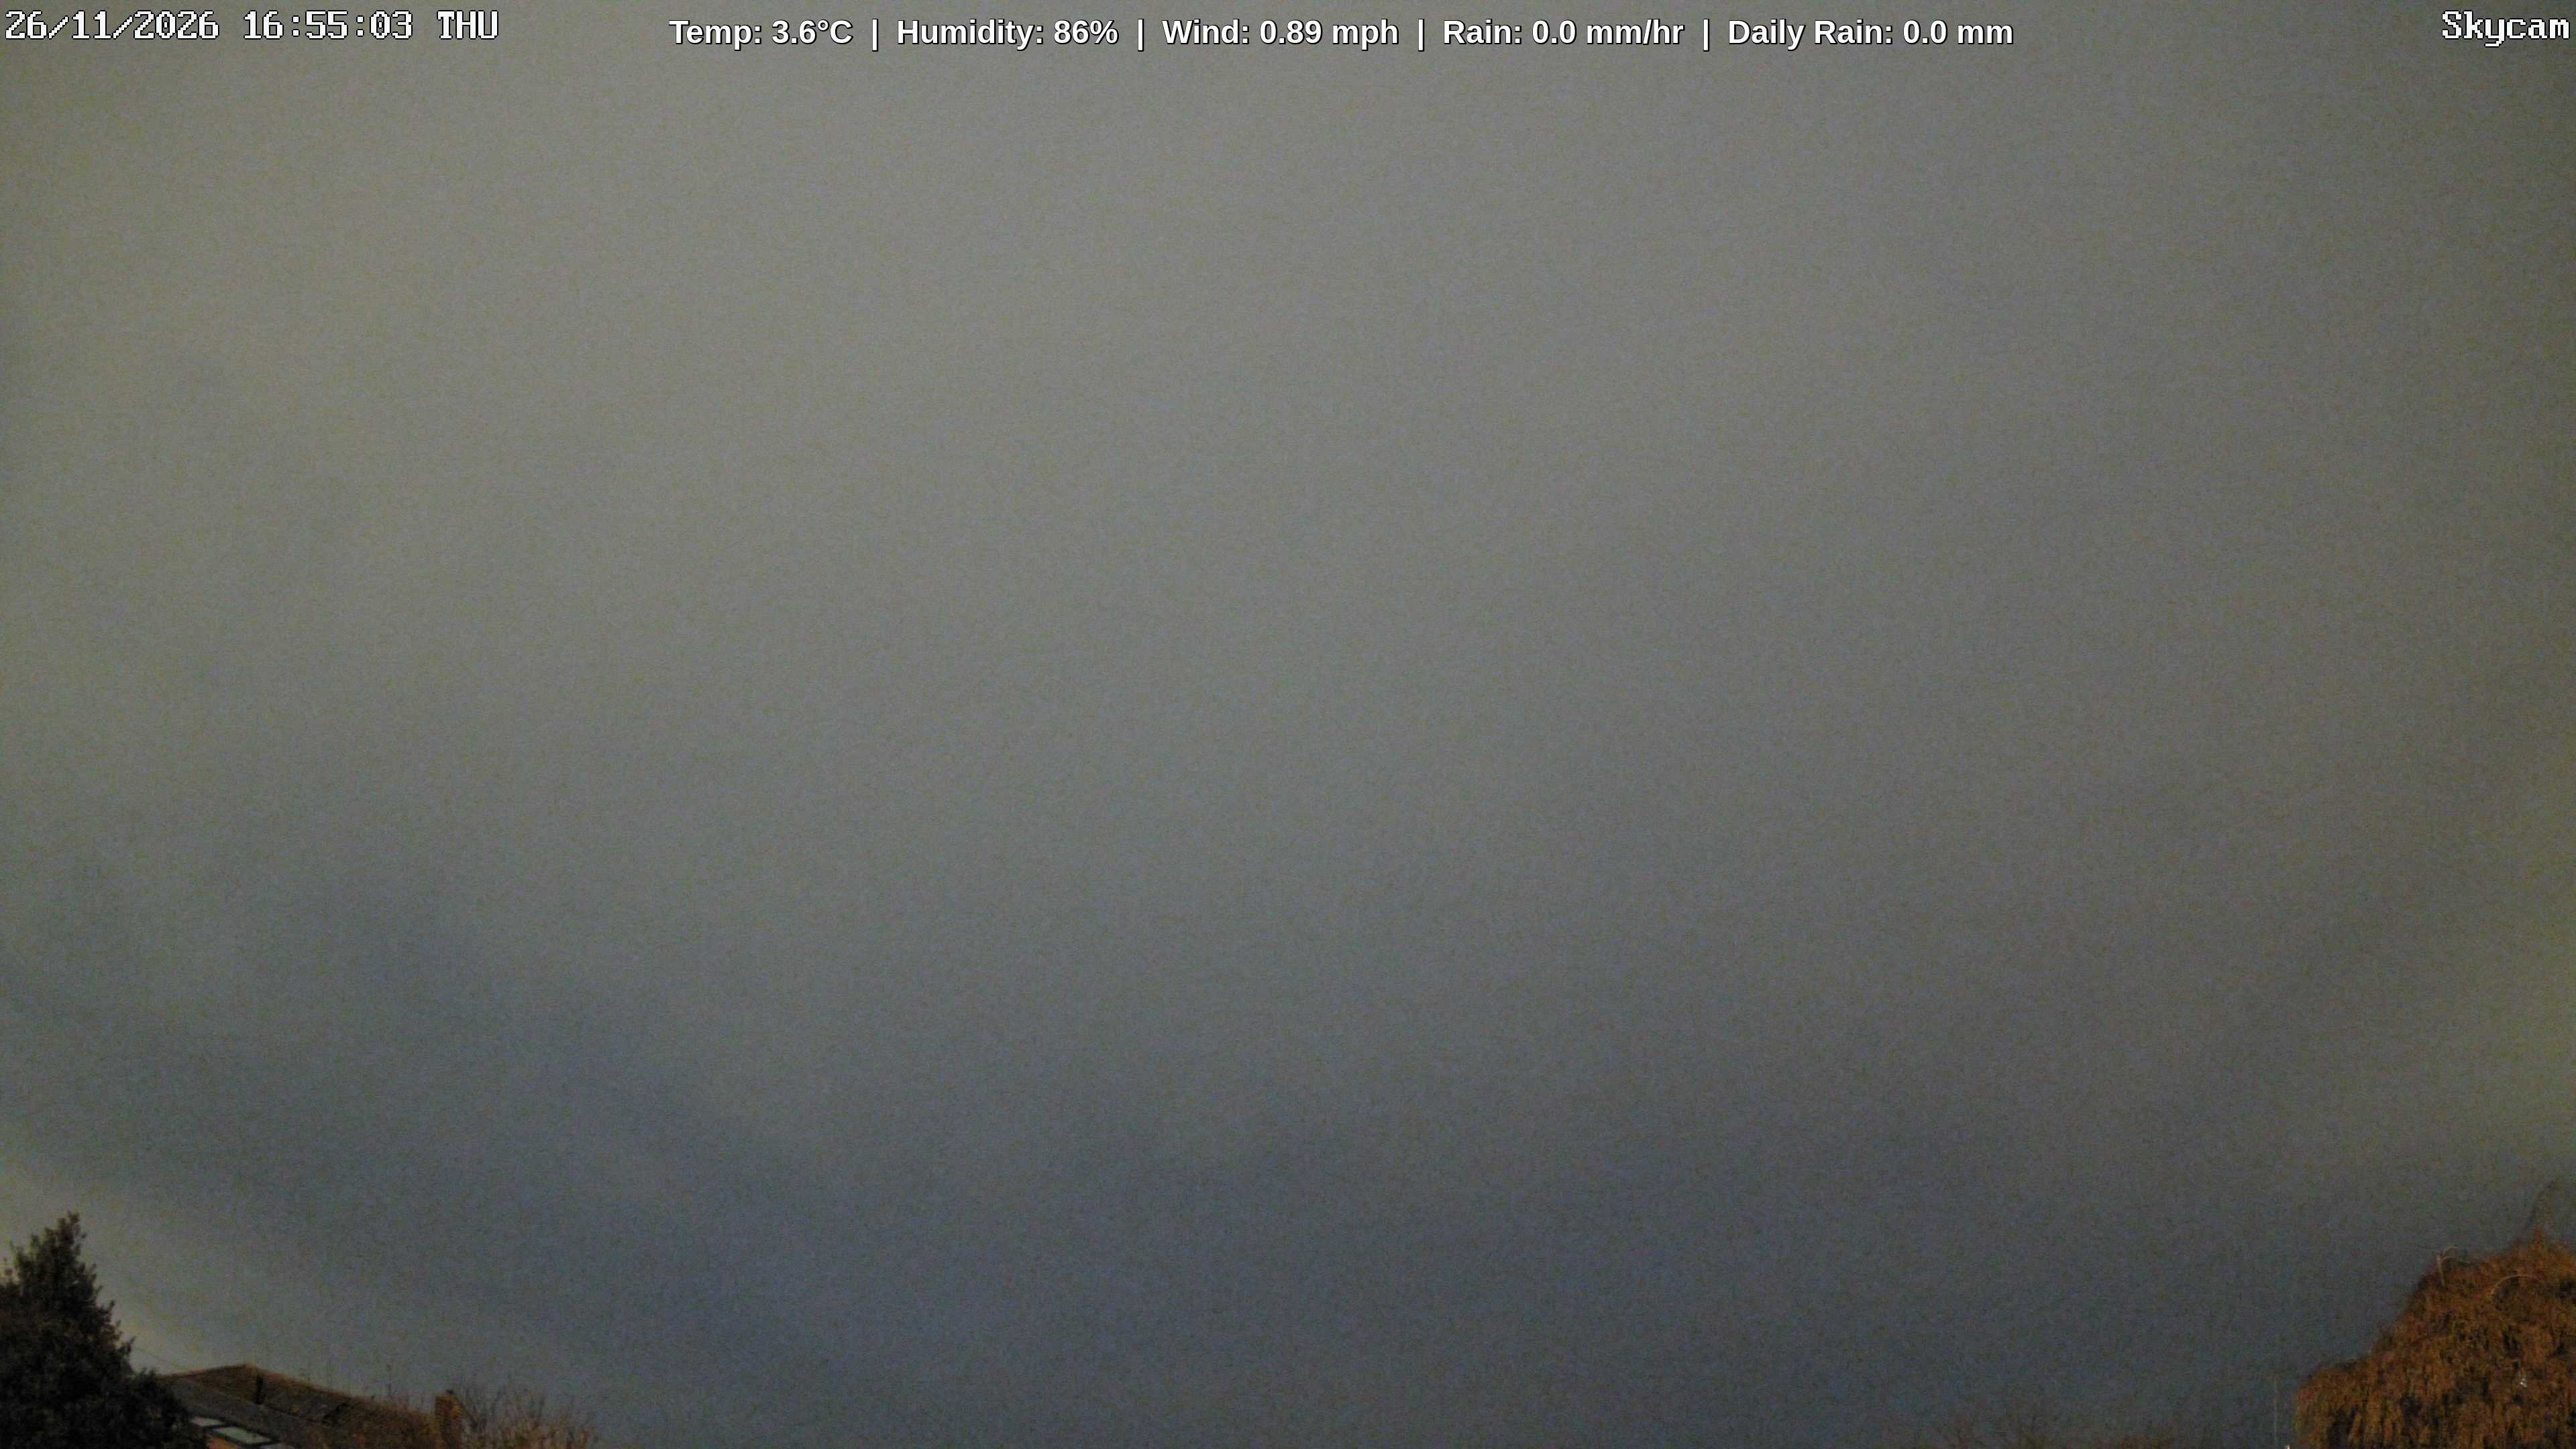 26/11/2026 16:55:03 THU
Temp: 3.6°C | Humidity: 86% | Wind: 0.89 mph | Rain: 0.0 mm/hr | Daily Rain: 0.0 mm
Skycam